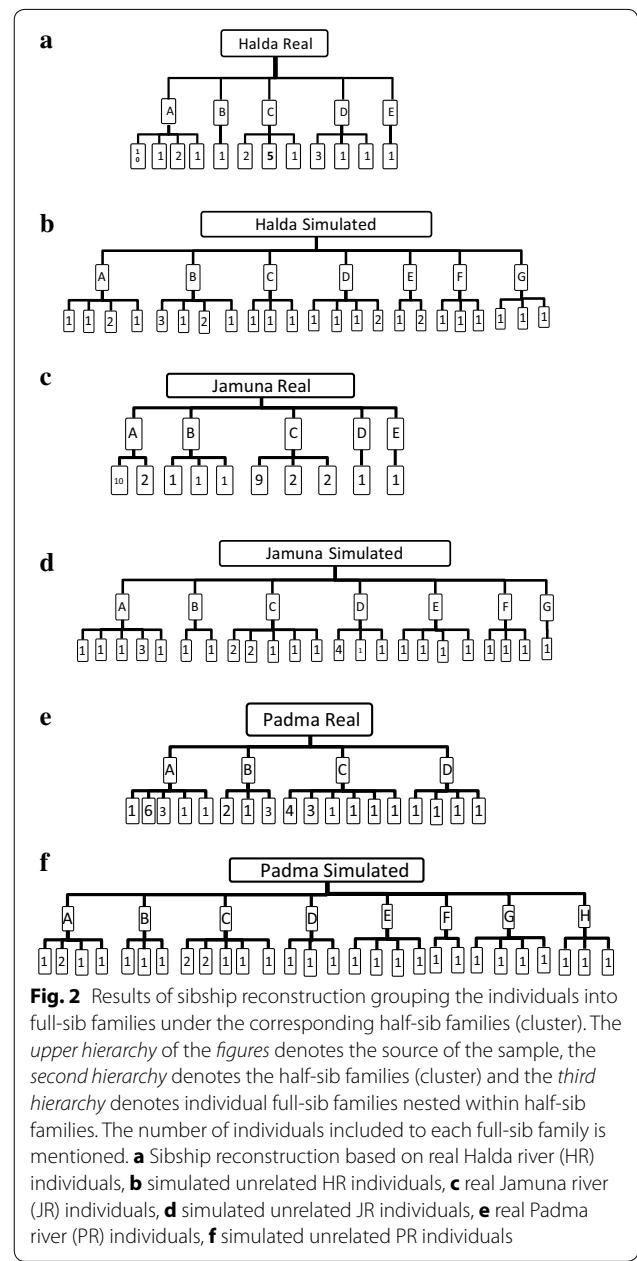 a
Halda Real
A B C D E
10 1 2 1 1 2 5 1 3 1 1 1
b
Halda Simulated
A B C D E F G
1 1 2 1 3 1 2 1 1 1 1 1 1 1 2 1 2 1 1 1 1 1 1
c
Jamuna Real
A B C D E
10 2 1 1 1 9 2 2 1 1
d
Jamuna Simulated
A B C D E F G
1 1 1 3 1 1 1 2 2 1 1 1 4 1 1 1 1 1 1 1 1 1 1
e
Padma Real
A B C D
1 6 3 1 1 2 1 3 4 3 1 1 1 1 1 1 1 1
f
Padma Simulated
A B C D E F G H
1 2 1 1 1 1 1 2 2 1 1 1 1 1 1 1 1 1 1 1 1 1 1 1 1 1 1 1
Fig. 2 Results of sibship reconstruction grouping the individuals into
full-sib families under the corresponding half-sib families (cluster). The
upper hierarchy of the figures denotes the source of the sample, the
second hierarchy denotes the half-sib families (cluster) and the third
hierarchy denotes individual full-sib families nested within half-sib
families. The number of individuals included to each full-sib family is
mentioned. a Sibship reconstruction based on real Halda river (HR)
individuals, b simulated unrelated HR individuals, c real Jamuna river
(JR) individuals, d simulated unrelated JR individuals, e real Padma
river (PR) individuals, f simulated unrelated PR individuals